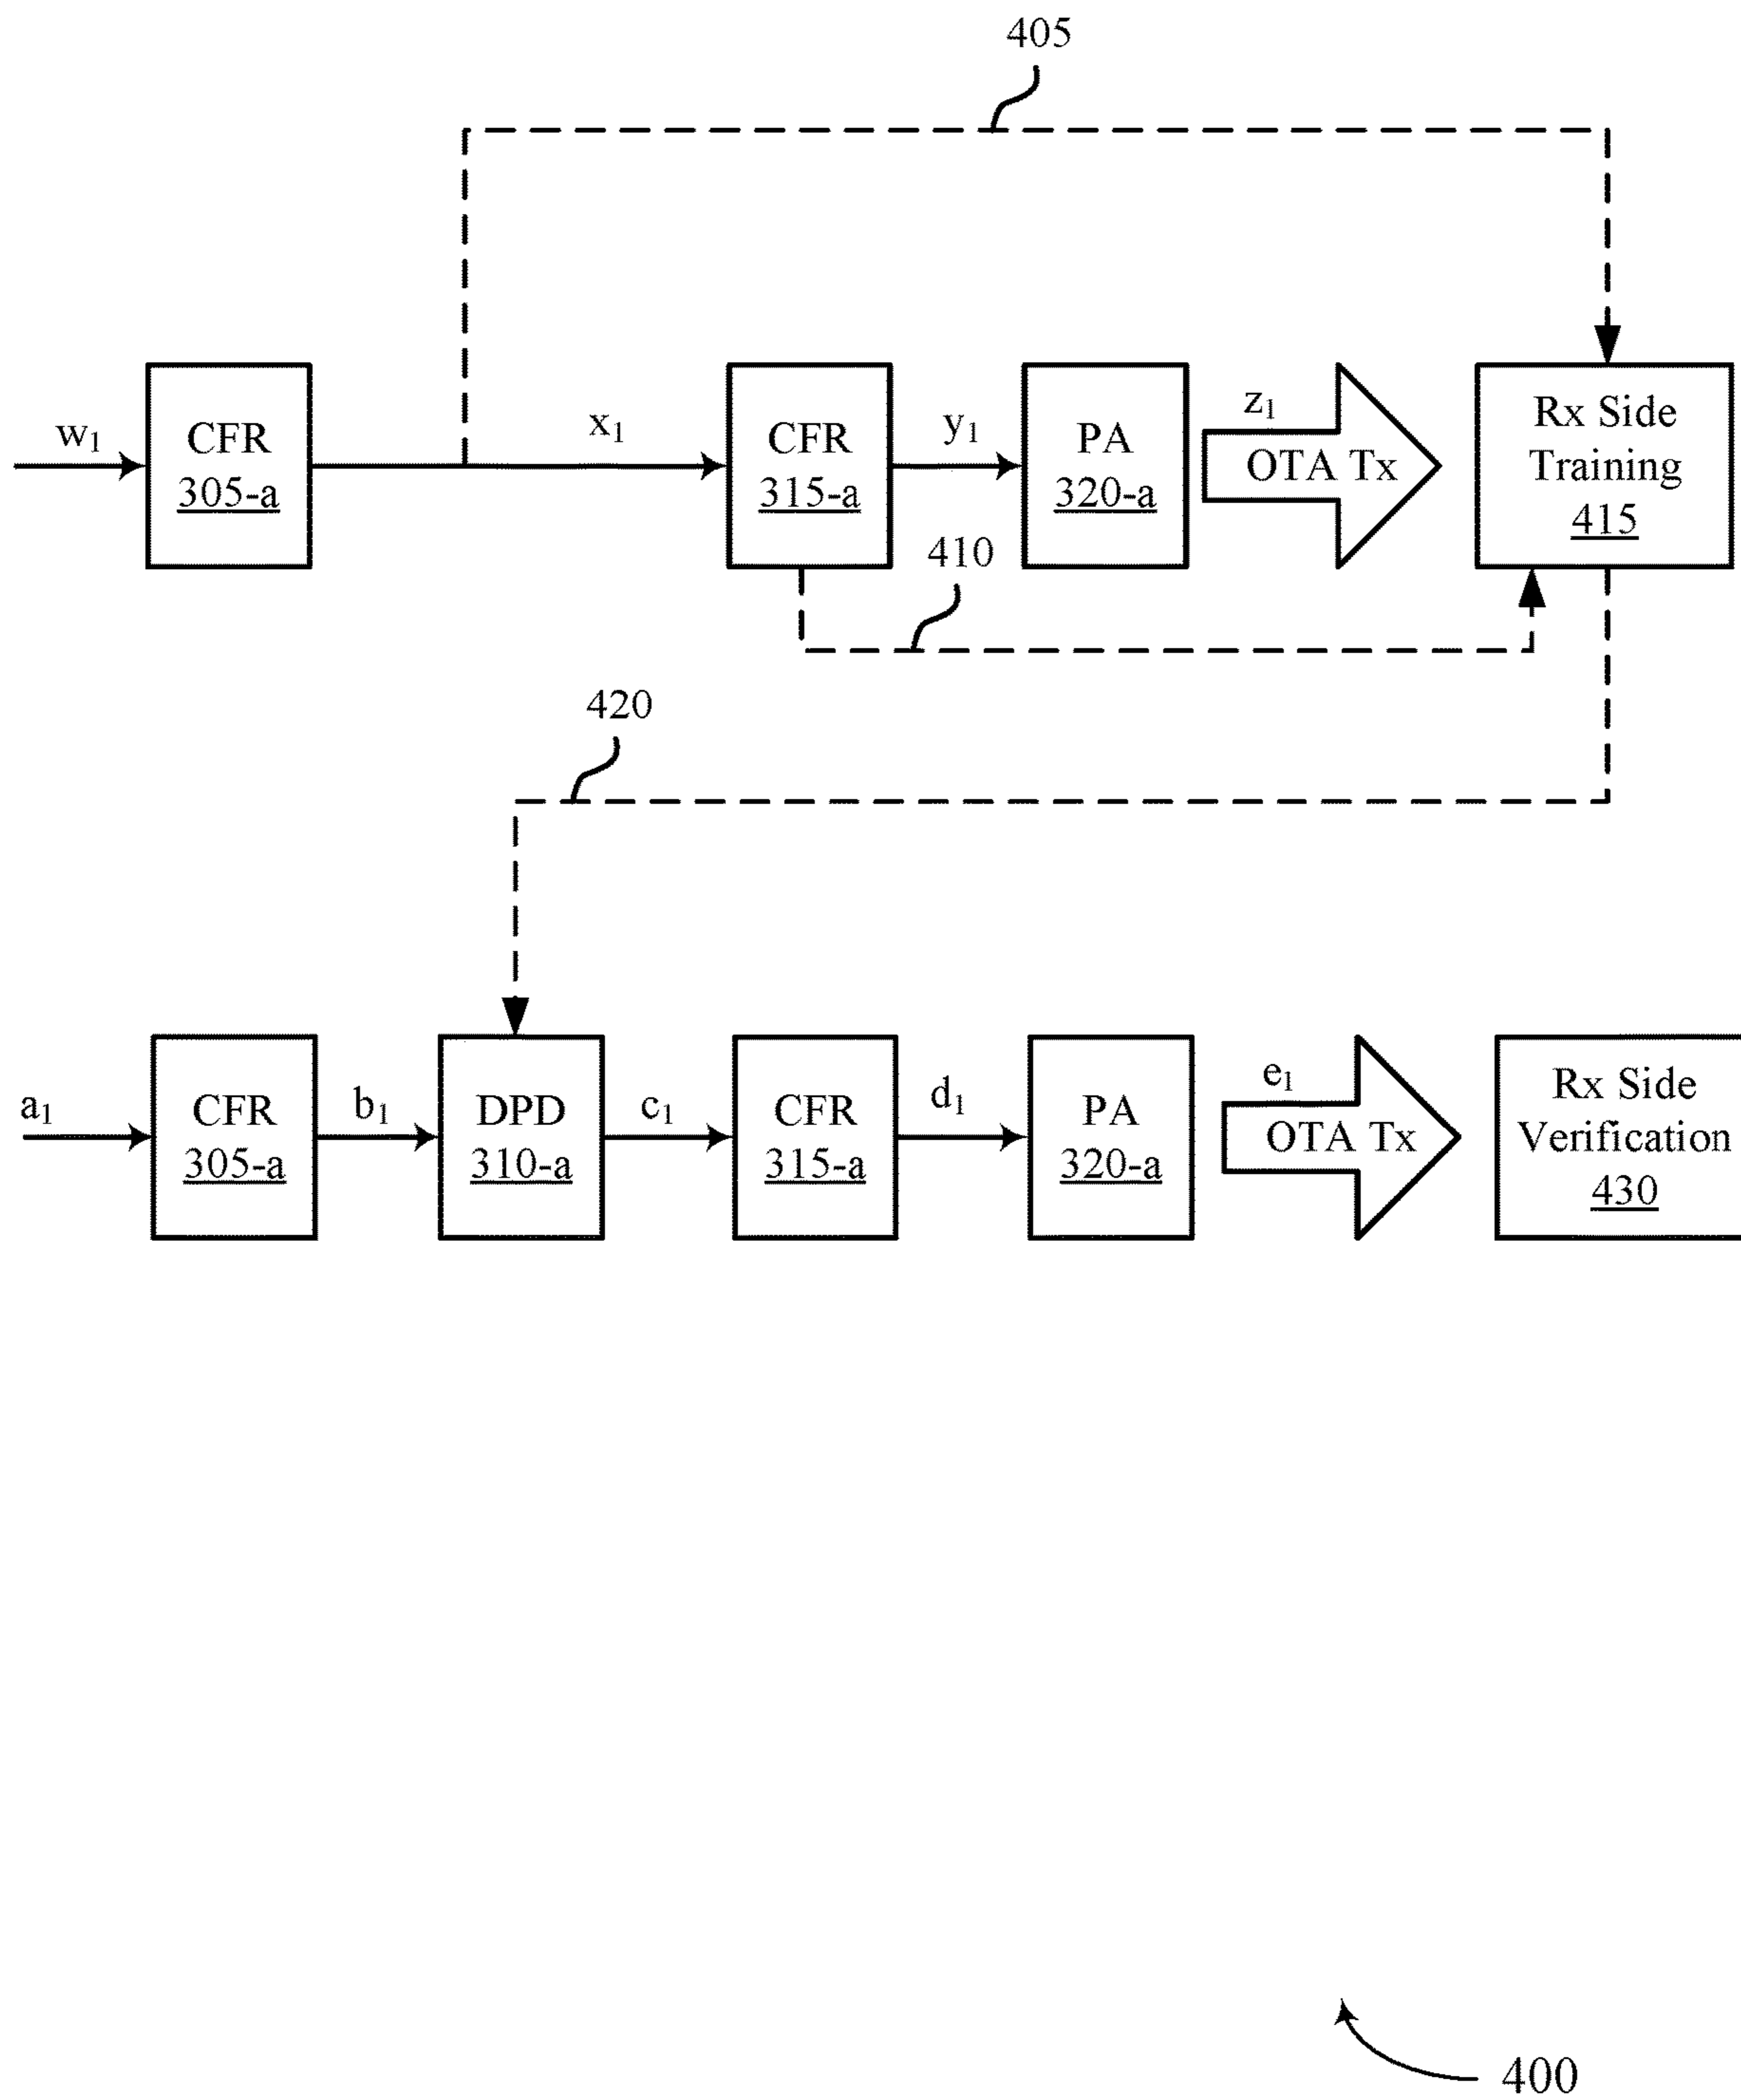 405
w₁
CFR
305-a
x₁
CFR
315-a
y₁
PA
320-a
z₁
OTA Tx
Rx Side
Training
415
410
420
a₁
CFR
305-a
b₁
DPD
310-a
c₁
CFR
315-a
d₁
PA
320-a
e₁
OTA Tx
Rx Side
Verification
430
400